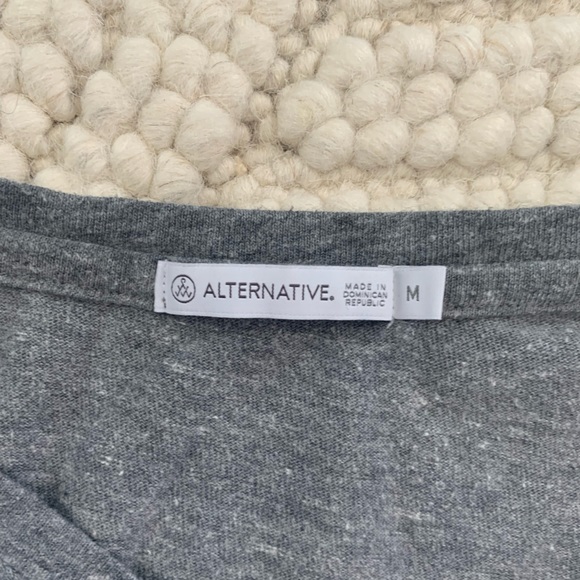 ALTERNATIVE.
MADE IN
DOMINICAN
REPUBLIC
M